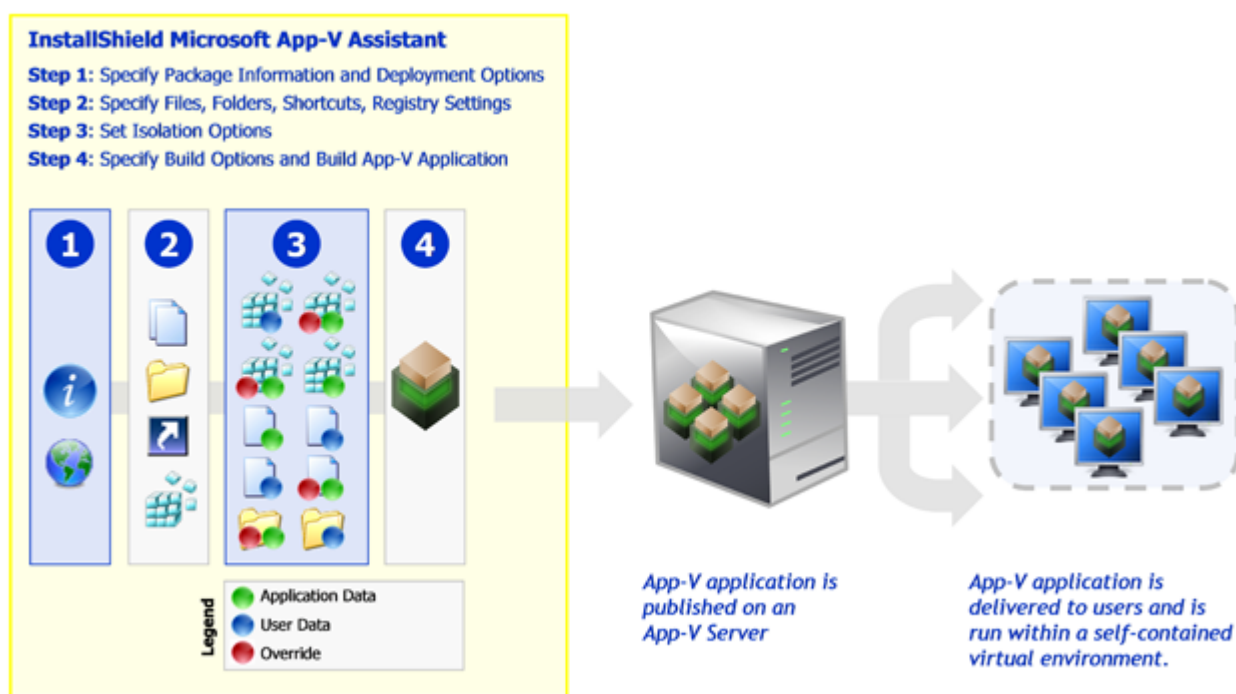 InstallShield Microsoft App-V Assistant
Step 1: Specify Package Information and Deployment Options
Step 2: Specify Files, Folders, Shortcuts, Registry Settings
Step 3: Set Isolation Options
Step 4: Specify Build Options and Build App-V Application
1
2
3
4
i
Legend
Application Data
User Data
Override
App-V application is
published on an
App-V Server
App-V application is
delivered to users and is
run within a self-contained
virtual environment.